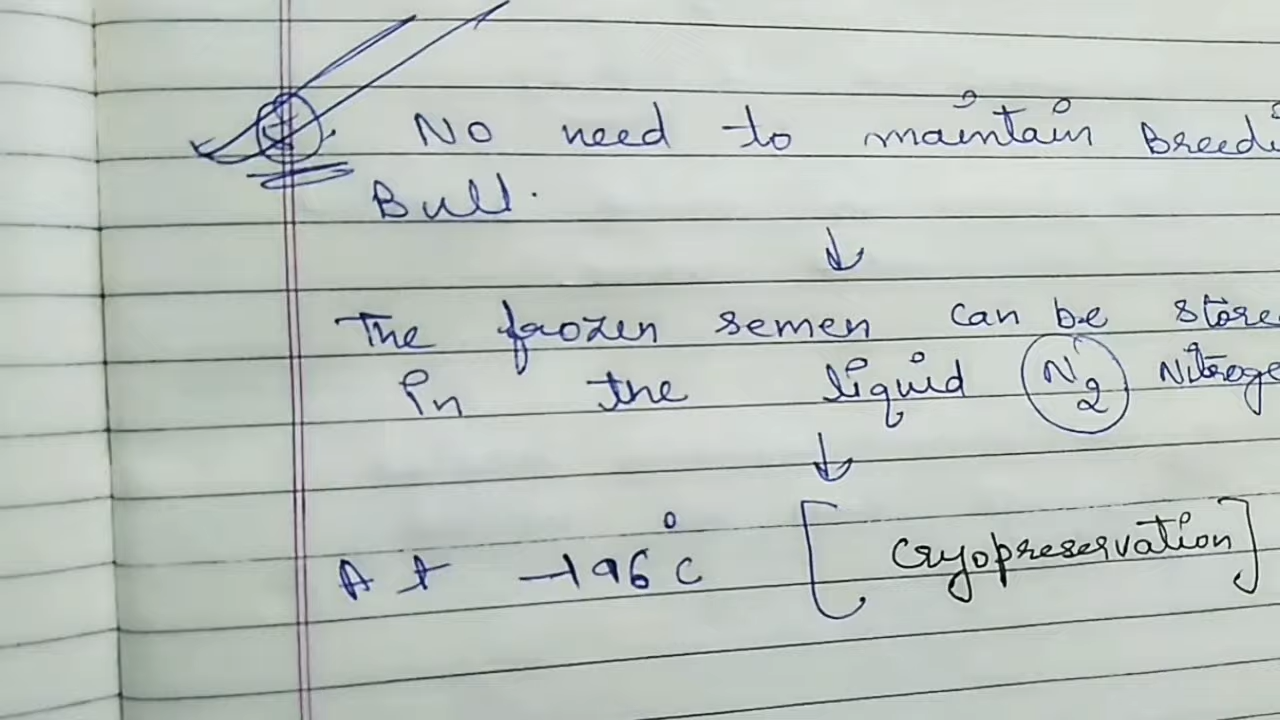 No need to maintain Breedi
Bull.
↓
The frozen semen can be store
in the liquid N2 Nitroge
↓
At -196°C [Cryopreservation]